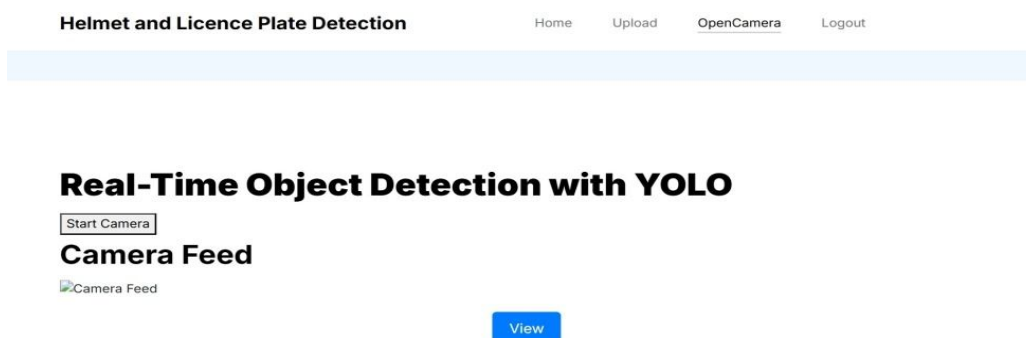 Helmet and Licence Plate Detection Home Upload OpenCamera Logout
Real-Time Object Detection with YOLO
Start Camera
Camera Feed
Camera Feed
View